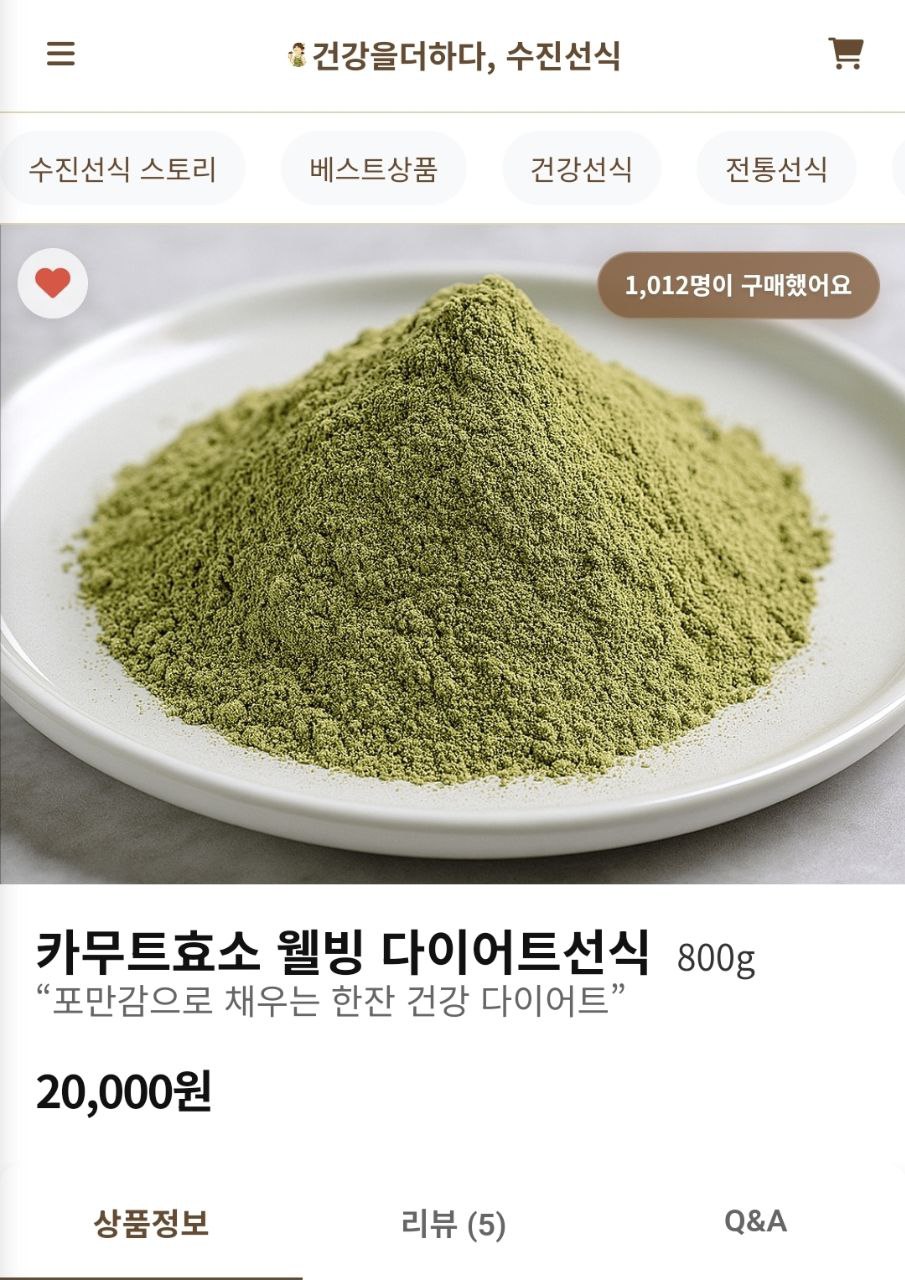 건강을더하다, 수진선식
수진선식 스토리 베스트상품 건강선식 전통선식
1,012명이 구매했어요
카무트효소 웰빙 다이어트선식 800g
“포만감으로 채우는 한잔 건강 다이어트”
20,000원
상품정보 리뷰 (5) Q&A